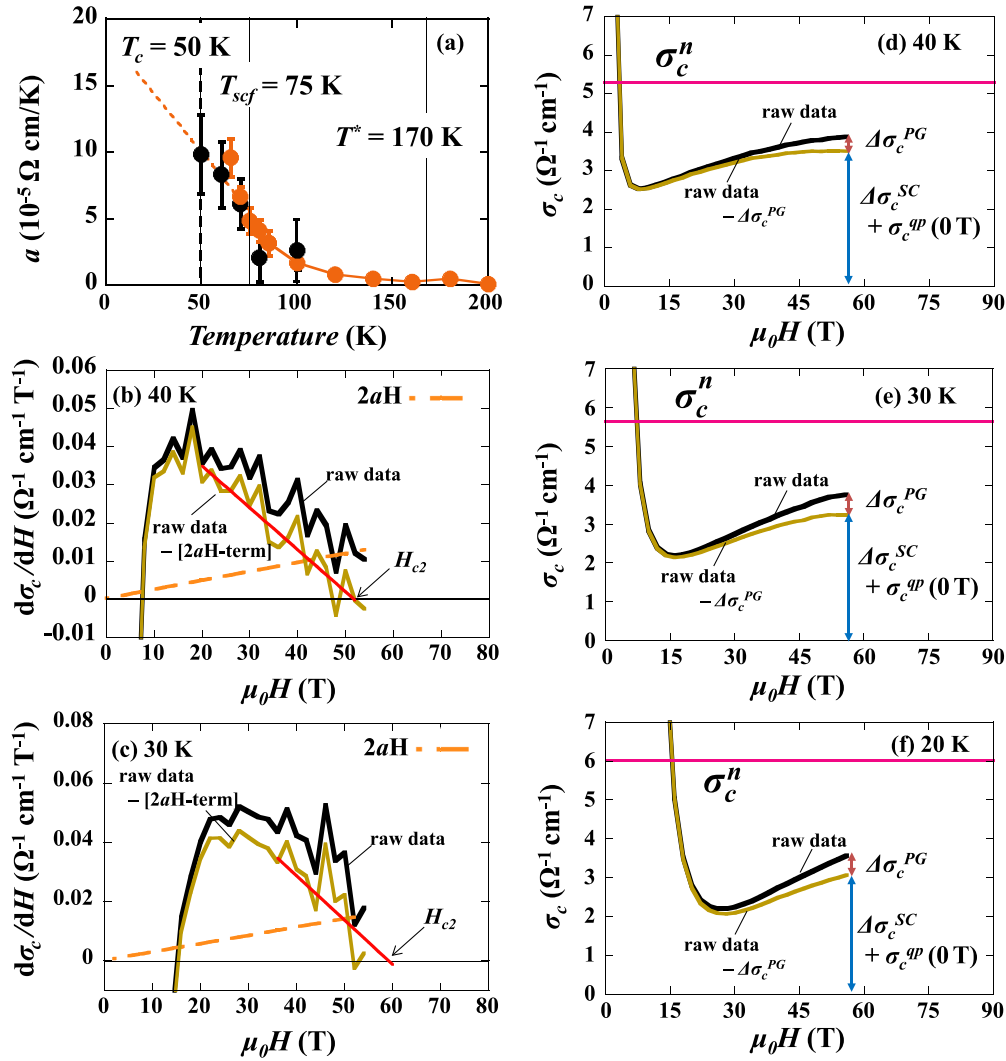 (a)
T_c = 50 K
T_scf = 75 K
T* = 170 K
a (10⁻⁵ Ω cm/K)
20
15
10
5
0
0 50 100 150 200
Temperature (K)
(b) 40 K
2aH
raw data
raw data
− [2aH-term]
H_c2
dσ_c/dH (Ω⁻¹ cm⁻¹ T⁻¹)
0.06
0.05
0.04
0.03
0.02
0.01
0
-0.01
0 10 20 30 40 50 60 70 80
μ₀H (T)
(c) 30 K
2aH
raw data
− [2aH-term]
raw data
H_c2
dσ_c/dH (Ω⁻¹ cm⁻¹ T⁻¹)
0.08
0.06
0.04
0.02
0
0 10 20 30 40 50 60 70 80
μ₀H (T)
(d) 40 K
σ_c^n
raw data
raw data
− Δσ_c^PG
Δσ_c^PG
Δσ_c^SC
+ σ_c^qp (0 T)
σ_c (Ω⁻¹ cm⁻¹)
7
6
5
4
3
2
1
0
0 15 30 45 60 75 90
μ₀H (T)
(e) 30 K
σ_c^n
raw data
raw data
− Δσ_c^PG
Δσ_c^PG
Δσ_c^SC
+ σ_c^qp (0 T)
σ_c (Ω⁻¹ cm⁻¹)
7
6
5
4
3
2
1
0
0 15 30 45 60 75 90
μ₀H (T)
(f) 20 K
σ_c^n
raw data
raw data
− Δσ_c^PG
Δσ_c^PG
Δσ_c^SC
+ σ_c^qp (0 T)
σ_c (Ω⁻¹ cm⁻¹)
7
6
5
4
3
2
1
0
0 15 30 45 60 75 90
μ₀H (T)